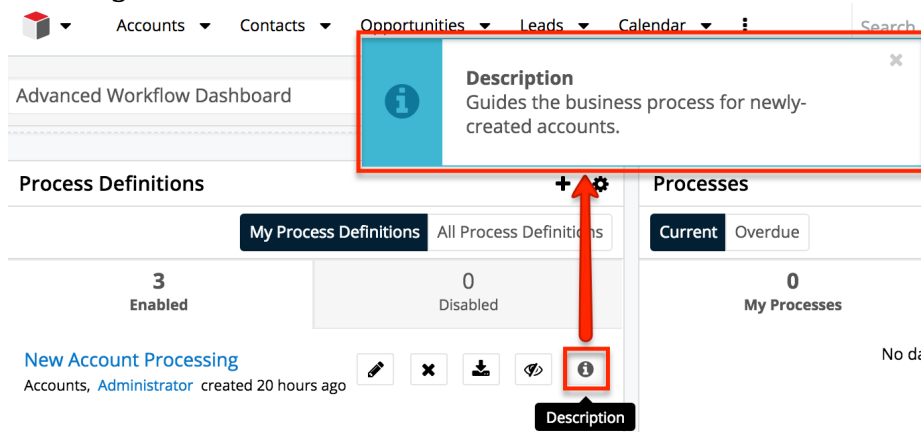 Accounts Contacts Opportunities Leads Calendar Search
Description
Guides the business process for newly-
created accounts.
Advanced Workflow Dashboard
Process Definitions
Processes
My Process Definitions All Process Definitions
Current Overdue
3
Enabled
0
Disabled
0
My Processes
New Account Processing
Accounts, Administrator created 20 hours ago
No da
Description